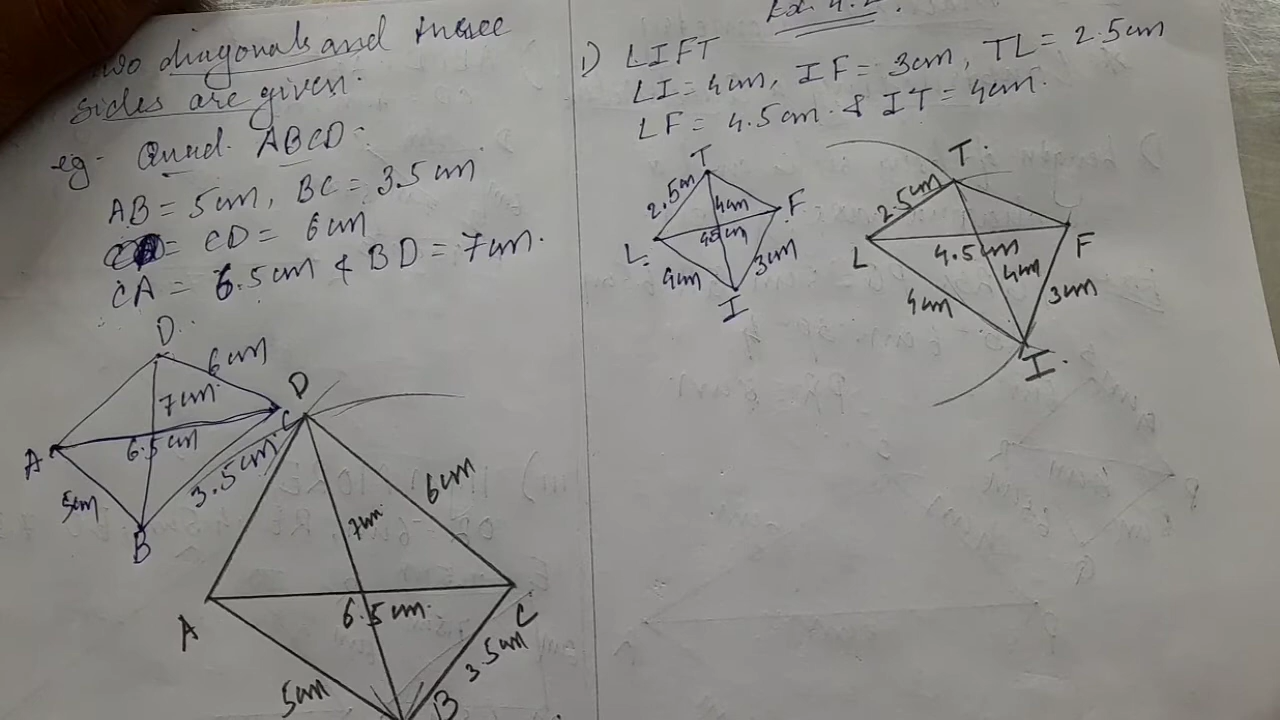 two diagonals and three
sides are given.
eg - Quad. ABCD.
AB = 5cm, BC = 3.5cm
= CD = 6cm
CA = 6.5cm & BD = 7cm.
D
6cm
7cm
A
6.5cm
C
5cm
3.5cm
B
D
6cm
7cm
A
6.5cm
C
5cm
3.5cm
B
1) LIFT
LI = 4cm, IF = 3cm, TL = 2.5cm
LF = 4.5cm & IT = 4cm.
T
2.5cm
4cm
F
L
4.5cm
4cm
3cm
I
T
2.5cm
L
4.5cm
F
4cm
4cm
3cm
I